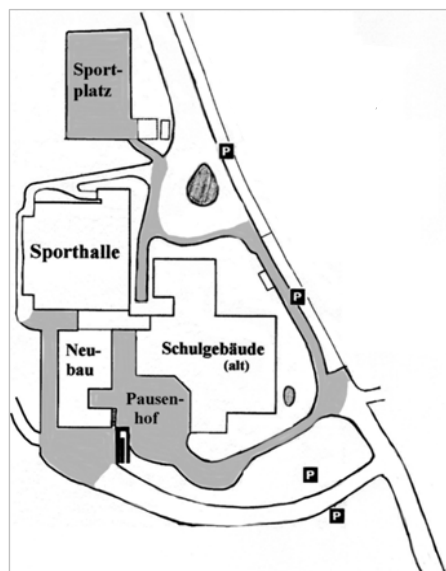 Sport-
platz
P
Sporthalle
P
Neu-
bau
Schulgebäude
(alt)
Pausen-
hof
P
P